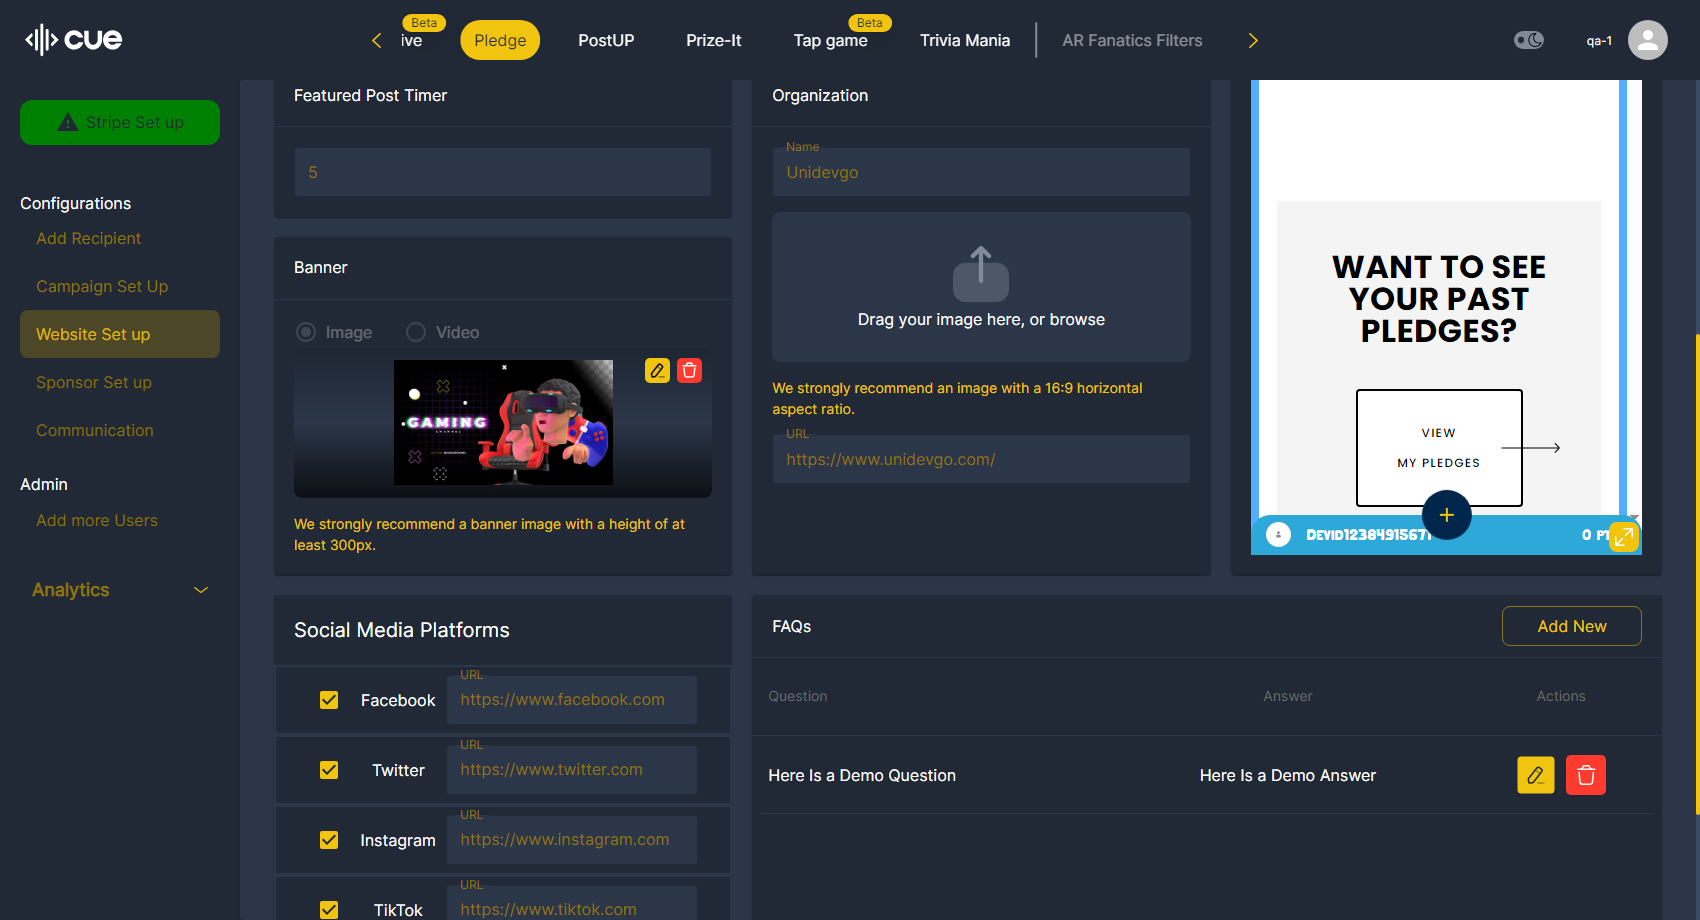 cue
Beta
ive
Pledge
PostUP
Prize-It
Beta
Tap game
Trivia Mania
AR Fanatics Filters
qa-1
Stripe Set up
Configurations
Add Recipient
Campaign Set Up
Website Set up
Sponsor Set up
Communication
Admin
Add more Users
Analytics
Featured Post Timer
5
Banner
Image
Video
GAMING
We strongly recommend a banner image with a height of at
least 300px.
Organization
Name
Unidevgo
Drag your image here, or browse
We strongly recommend an image with a 16:9 horizontal
aspect ratio.
URL
https://www.unidevgo.com/
WANT TO SEE
YOUR PAST
PLEDGES?
VIEW
MY PLEDGES
+
DEVID12384915671
0 PT
Social Media Platforms
Facebook
URL
https://www.facebook.com
Twitter
URL
https://www.twitter.com
Instagram
URL
https://www.instagram.com
TikTok
URL
https://www.tiktok.com
FAQs
Add New
Question
Answer
Actions
Here Is a Demo Question
Here Is a Demo Answer